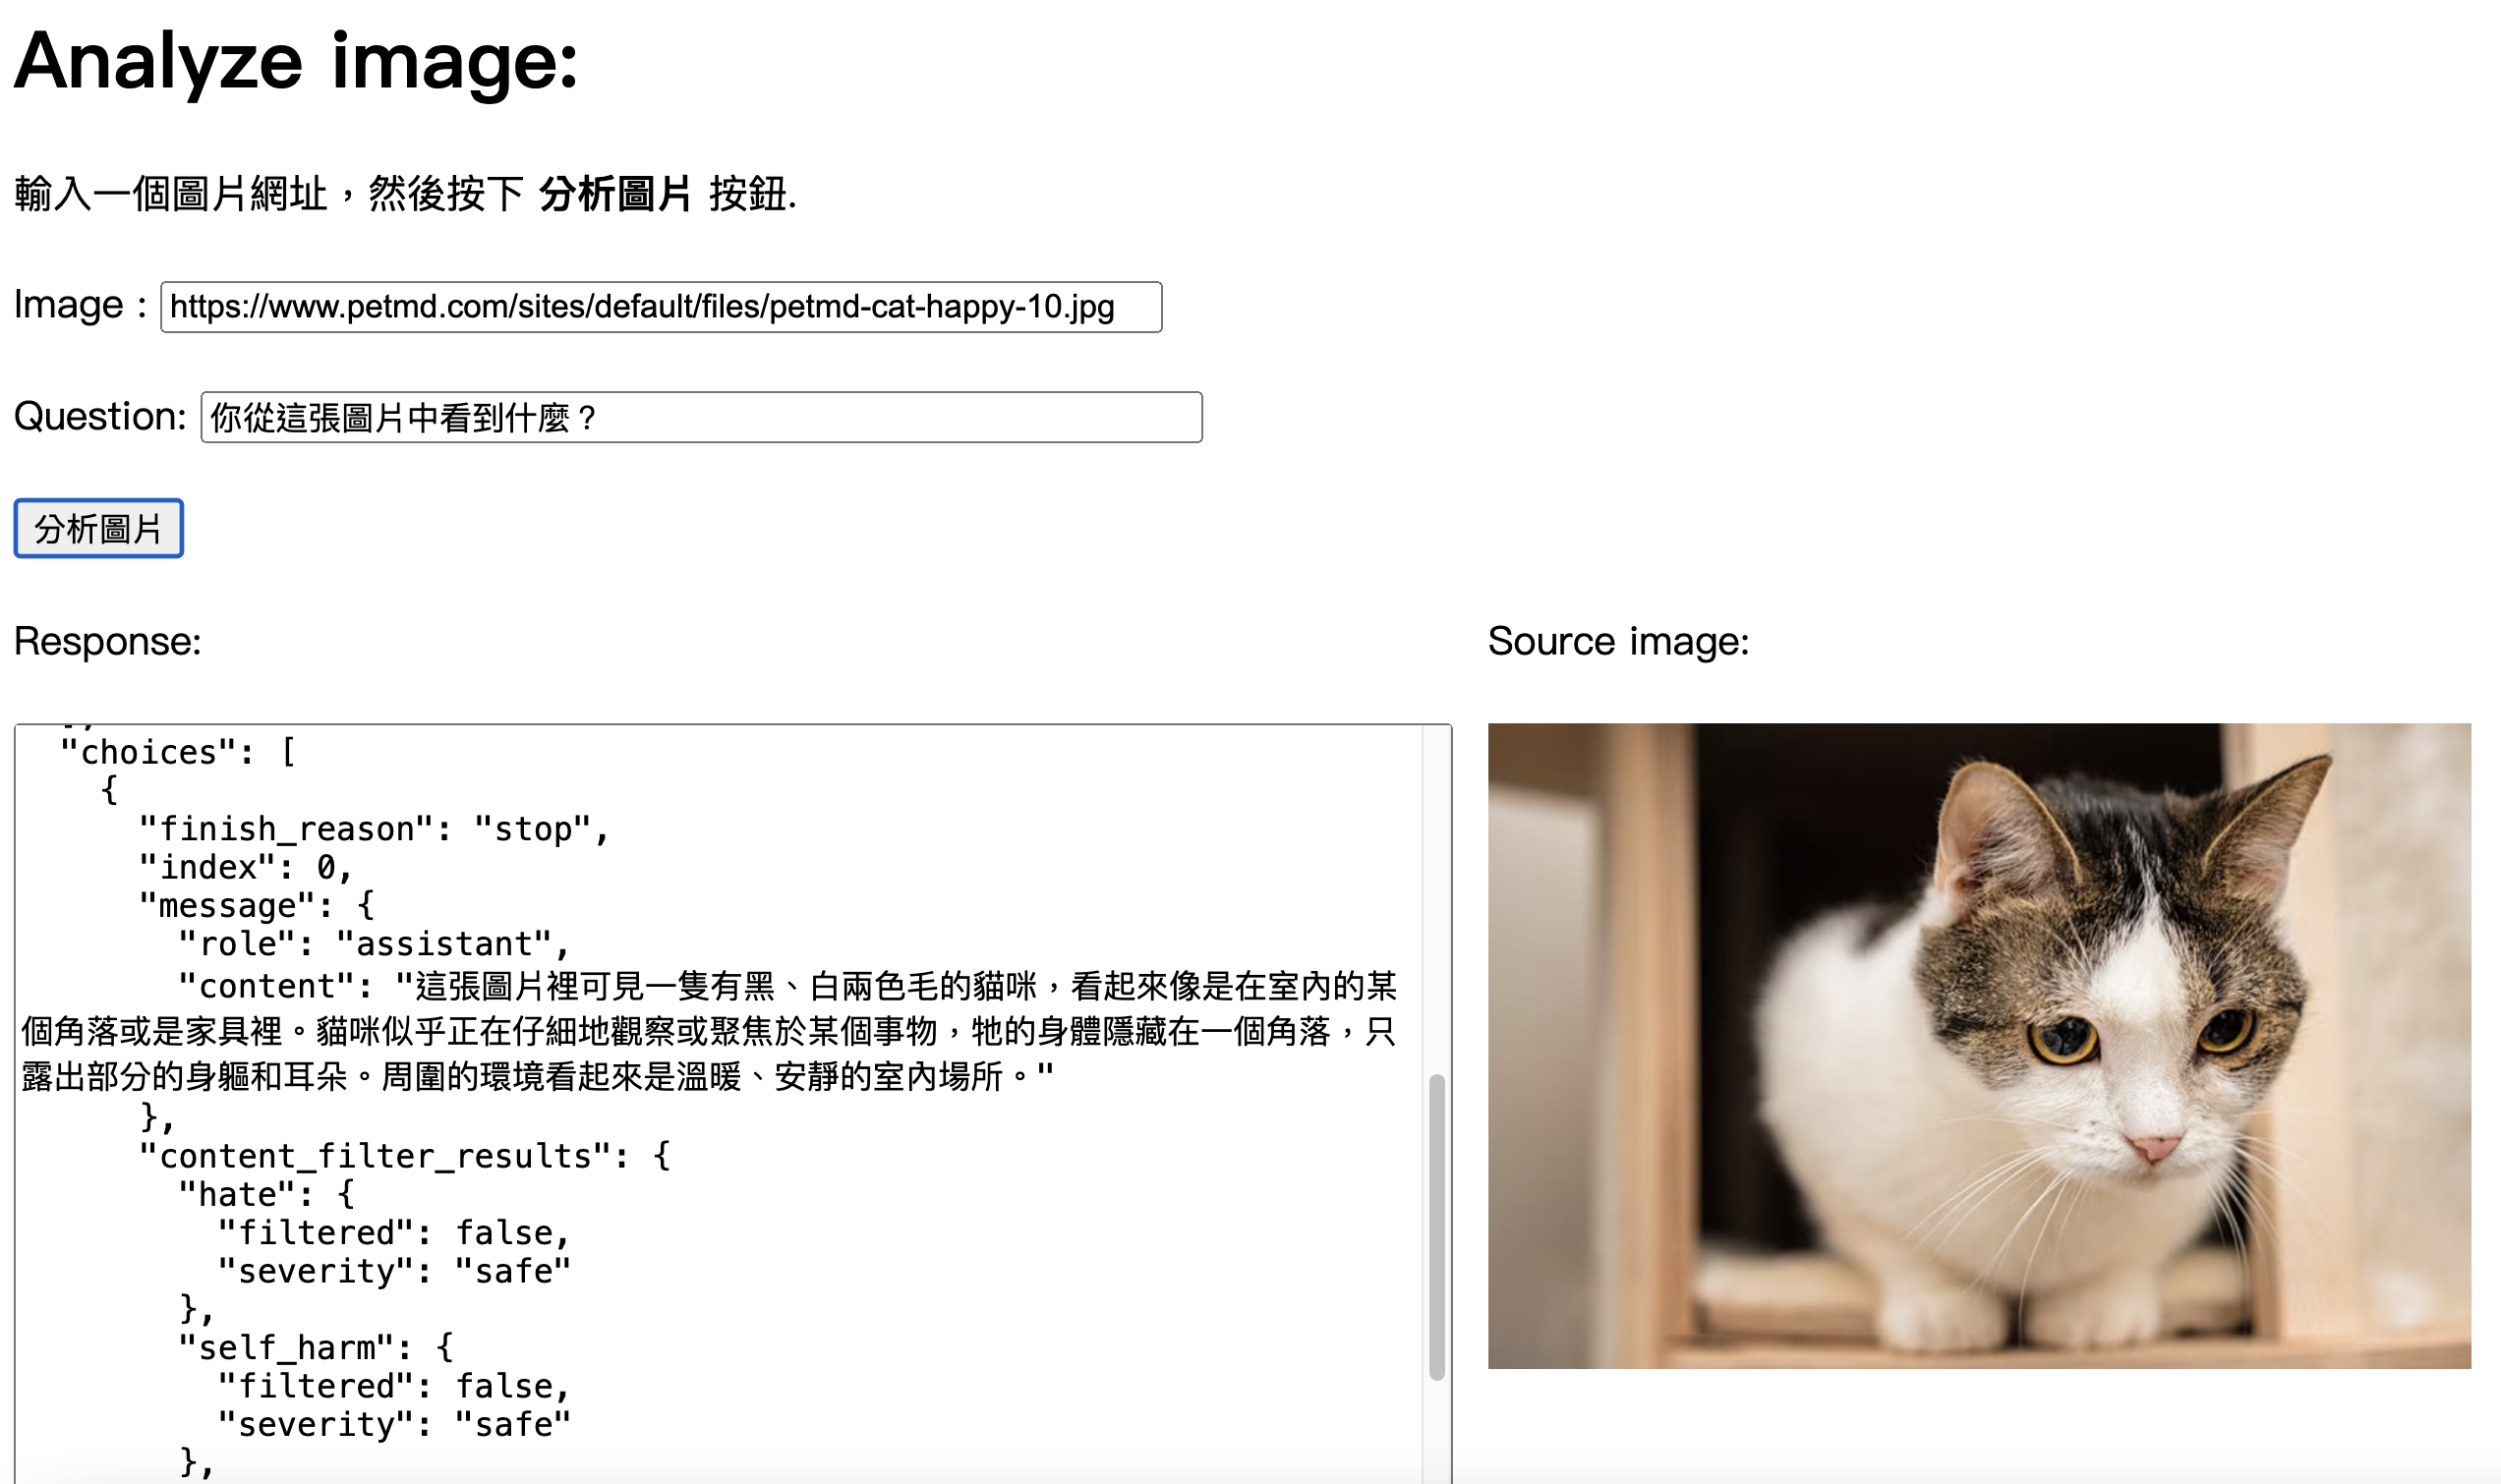 Analyze image:
輸入一個圖片網址，然後按下 分析圖片 按鈕.
Image : https://www.petmd.com/sites/default/files/petmd-cat-happy-10.jpg
Question: 你從這張圖片中看到什麼？
分析圖片
Response:
Source image:
"choices": [
{
"finish_reason": "stop",
"index": 0,
"message": {
"role": "assistant",
"content": "這張圖片裡可見一隻有黑、白兩色毛的貓咪，看起來像是在室內的某
個角落或是家具裡。貓咪似乎正在仔細地觀察或聚焦於某個事物，牠的身體隱藏在一個角落，只
露出部分的身軀和耳朵。周圍的環境看起來是溫暖、安靜的室內場所。"
},
"content_filter_results": {
"hate": {
"filtered": false,
"severity": "safe"
},
"self_harm": {
"filtered": false,
"severity": "safe"
},